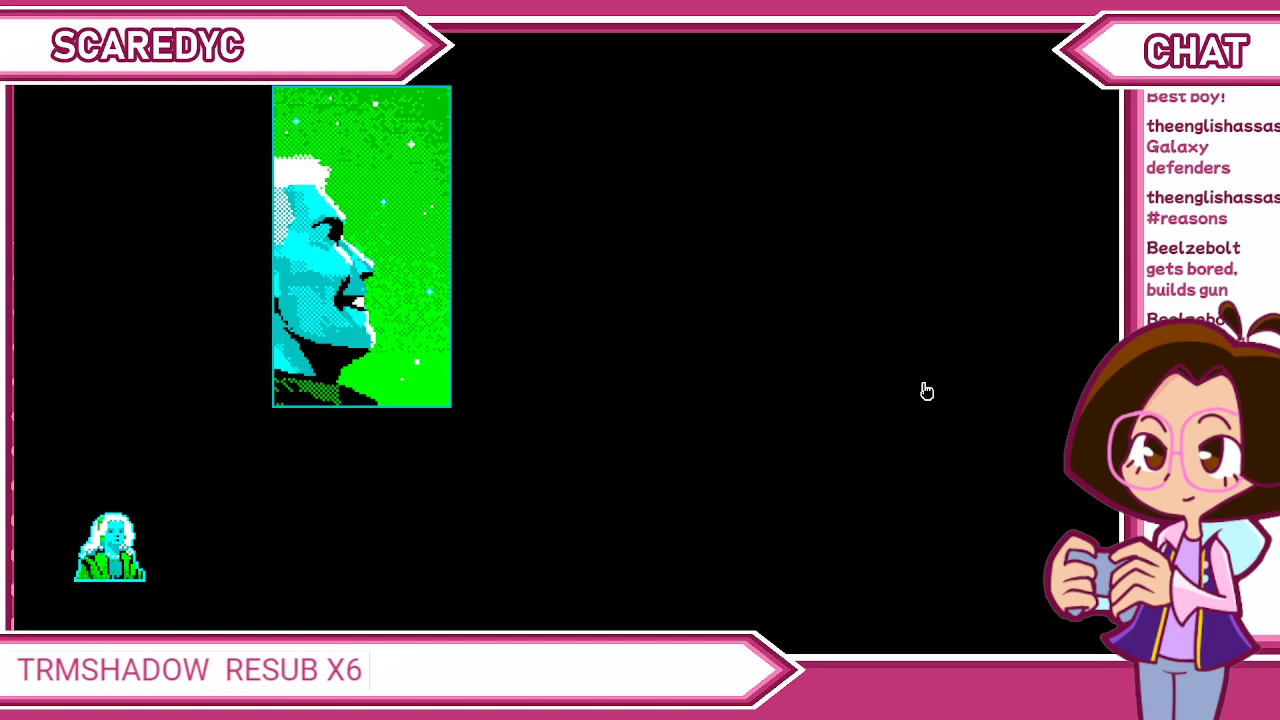 SCAREDYC
CHAT
Best boy!
theenglishassas
Galaxy
defenders
theenglishassas
#reasons
Beelzebolt
gets bored,
builds gun
TRMSHADOW RESUB X6